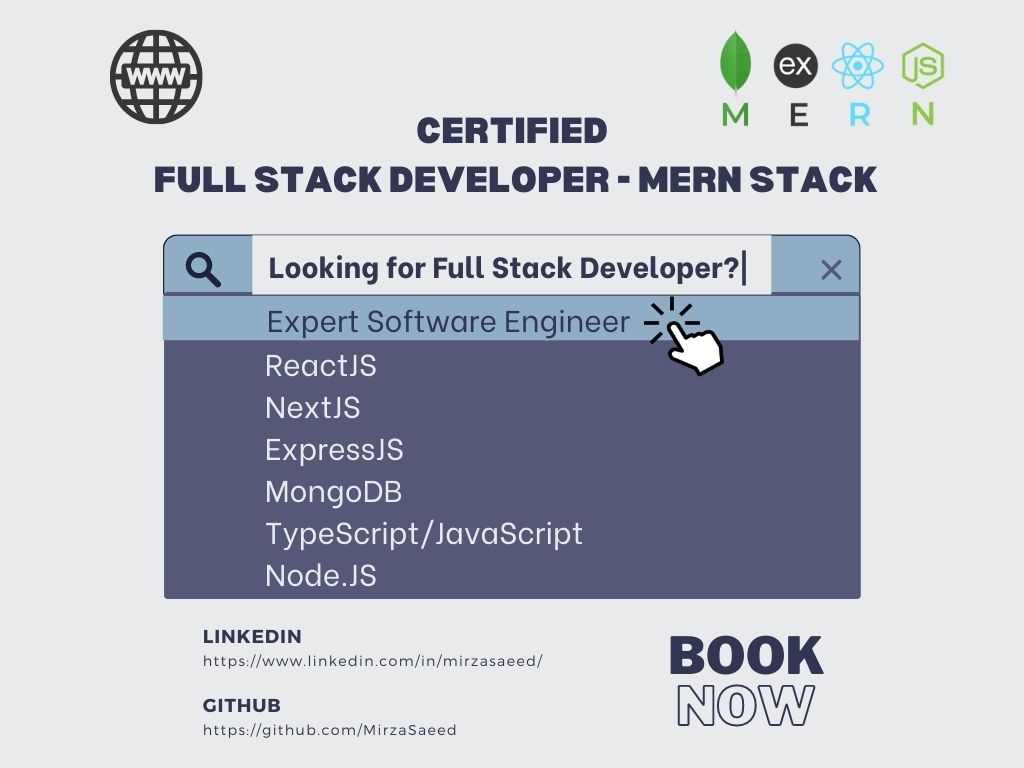 WWW
ex
JS
M E R N
CERTIFIED
FULL STACK DEVELOPER - MERN STACK
Looking for Full Stack Developer?|
Expert Software Engineer
ReactJS
NextJS
ExpressJS
MongoDB
TypeScript/JavaScript
Node.JS
LINKEDIN
https://www.linkedin.com/in/mirzasaeed/
GITHUB
https://github.com/MirzaSaeed
BOOK
NOW